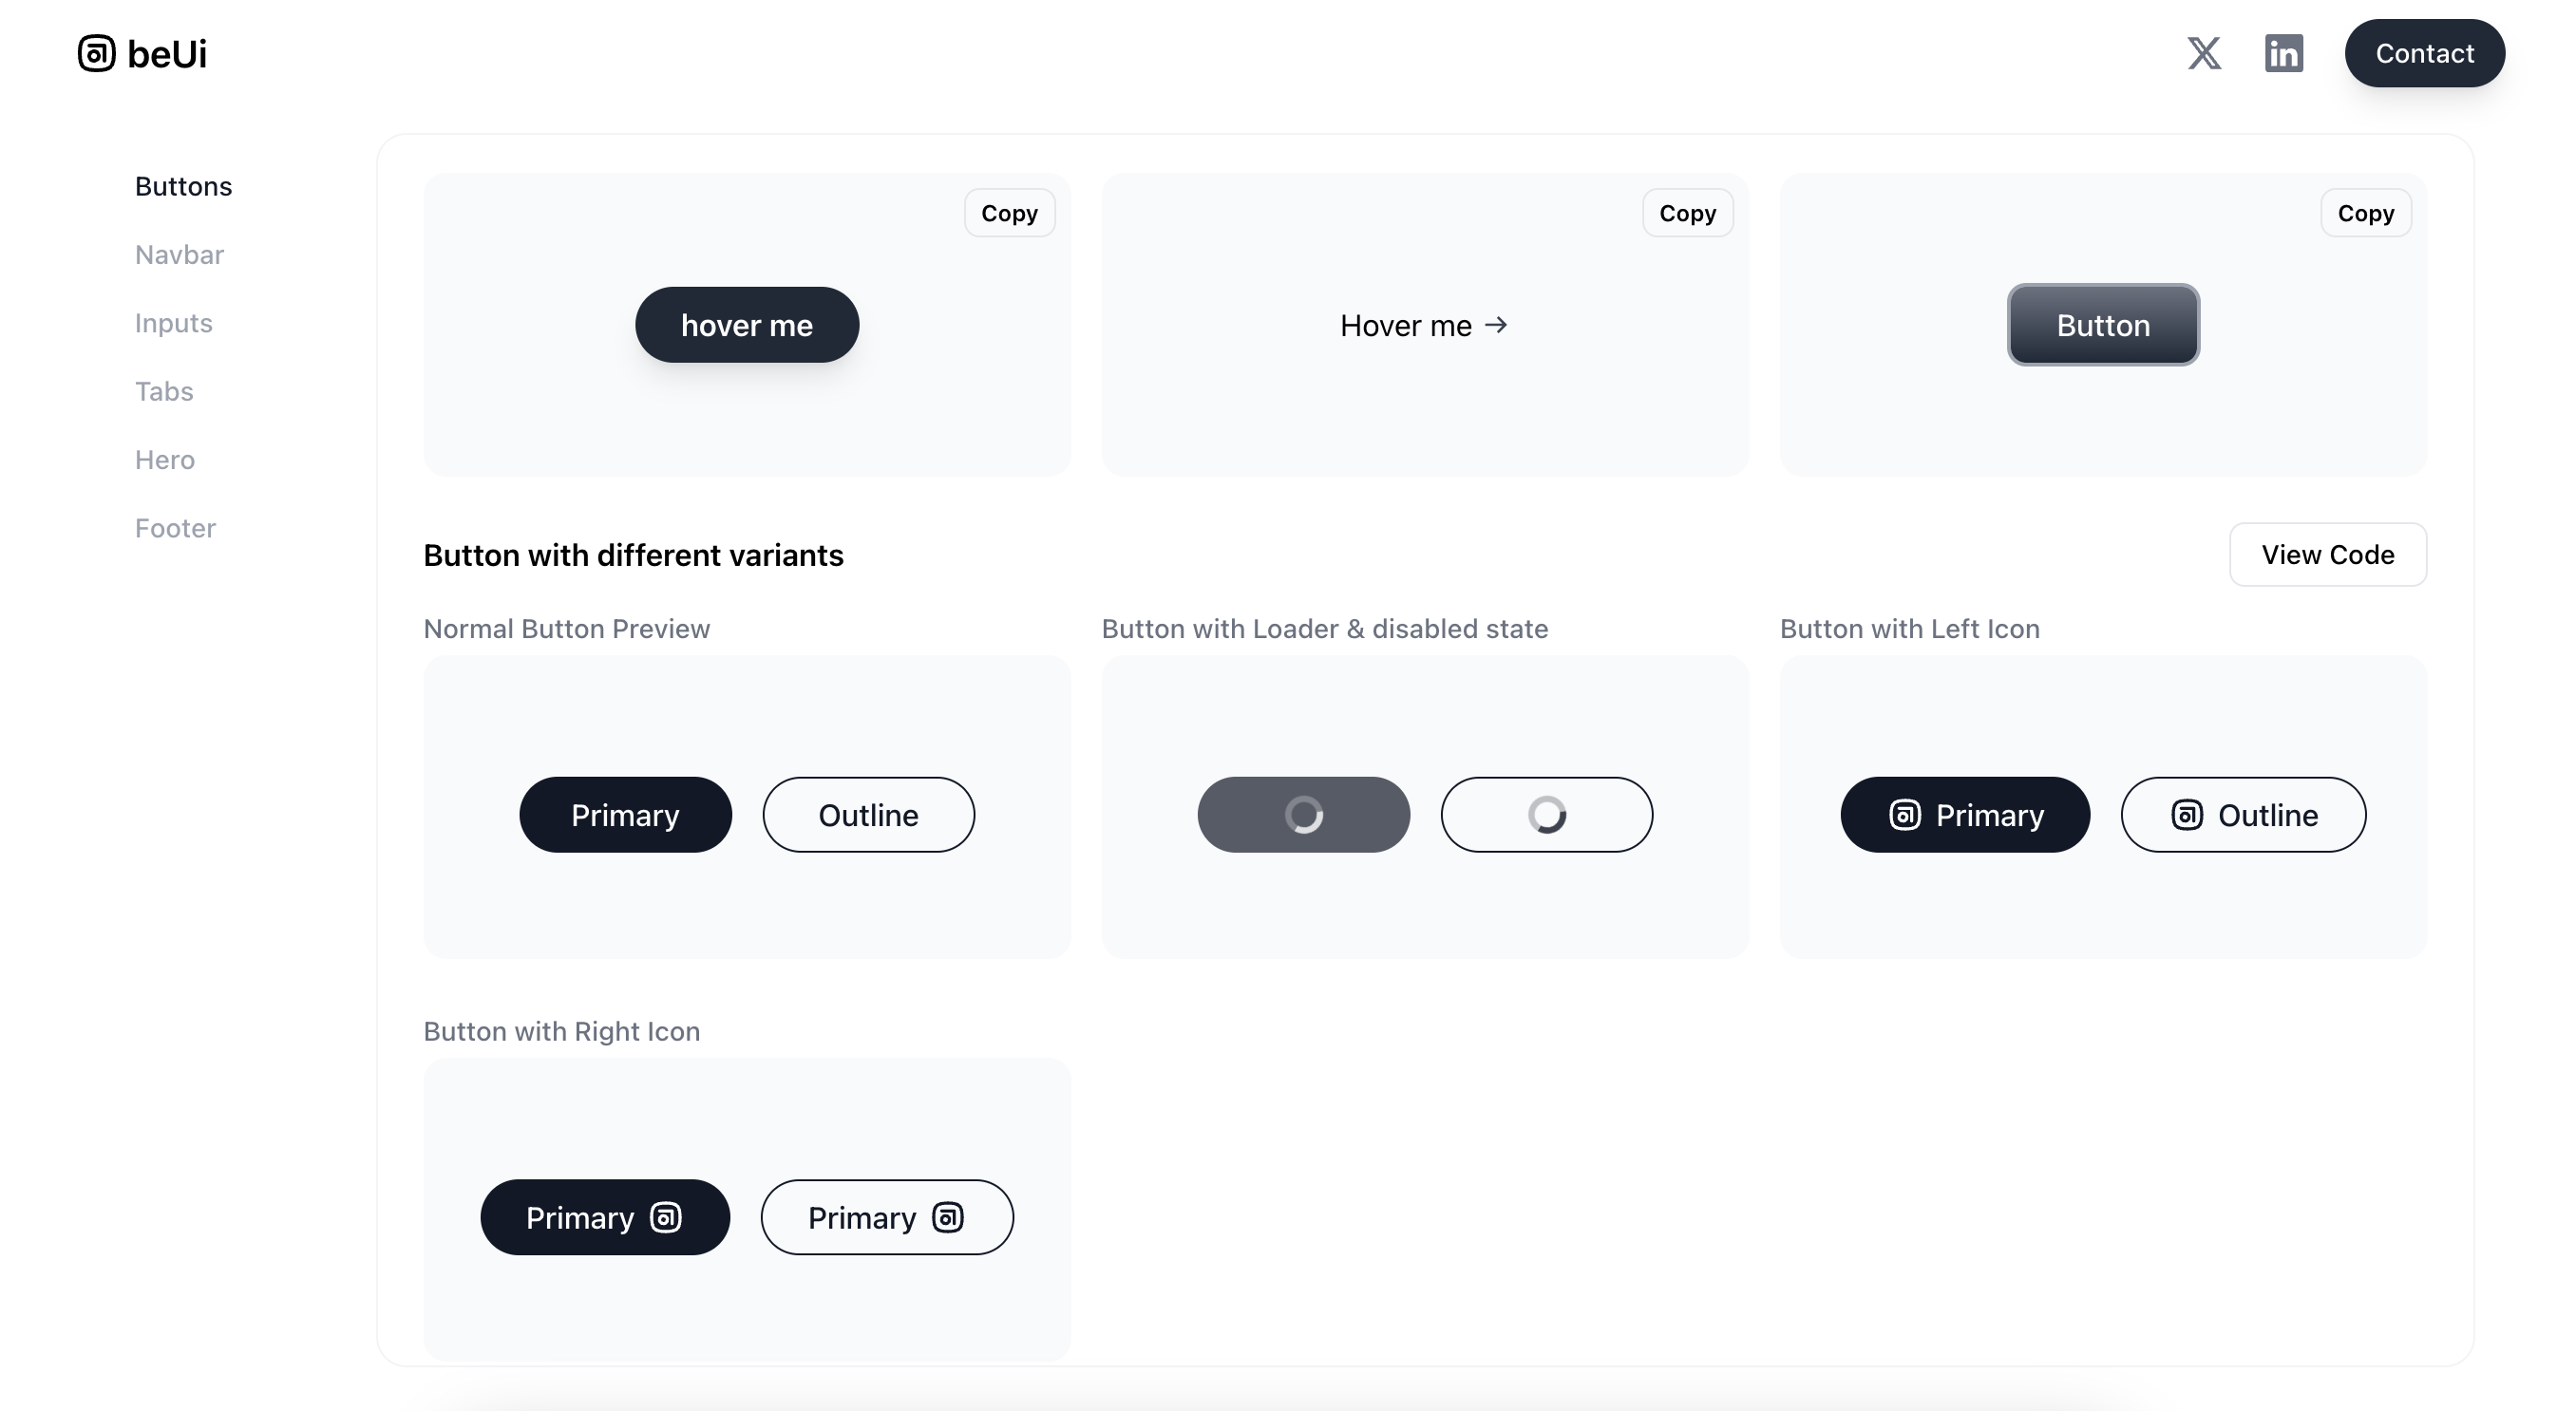 beUi
Contact
Buttons
Navbar
Inputs
Tabs
Hero
Footer
Copy
hover me
Copy
Hover me →
Copy
Button
Button with different variants
View Code
Normal Button Preview
Primary
Outline
Button with Loader & disabled state
Button with Left Icon
Primary
Outline
Button with Right Icon
Primary
Primary